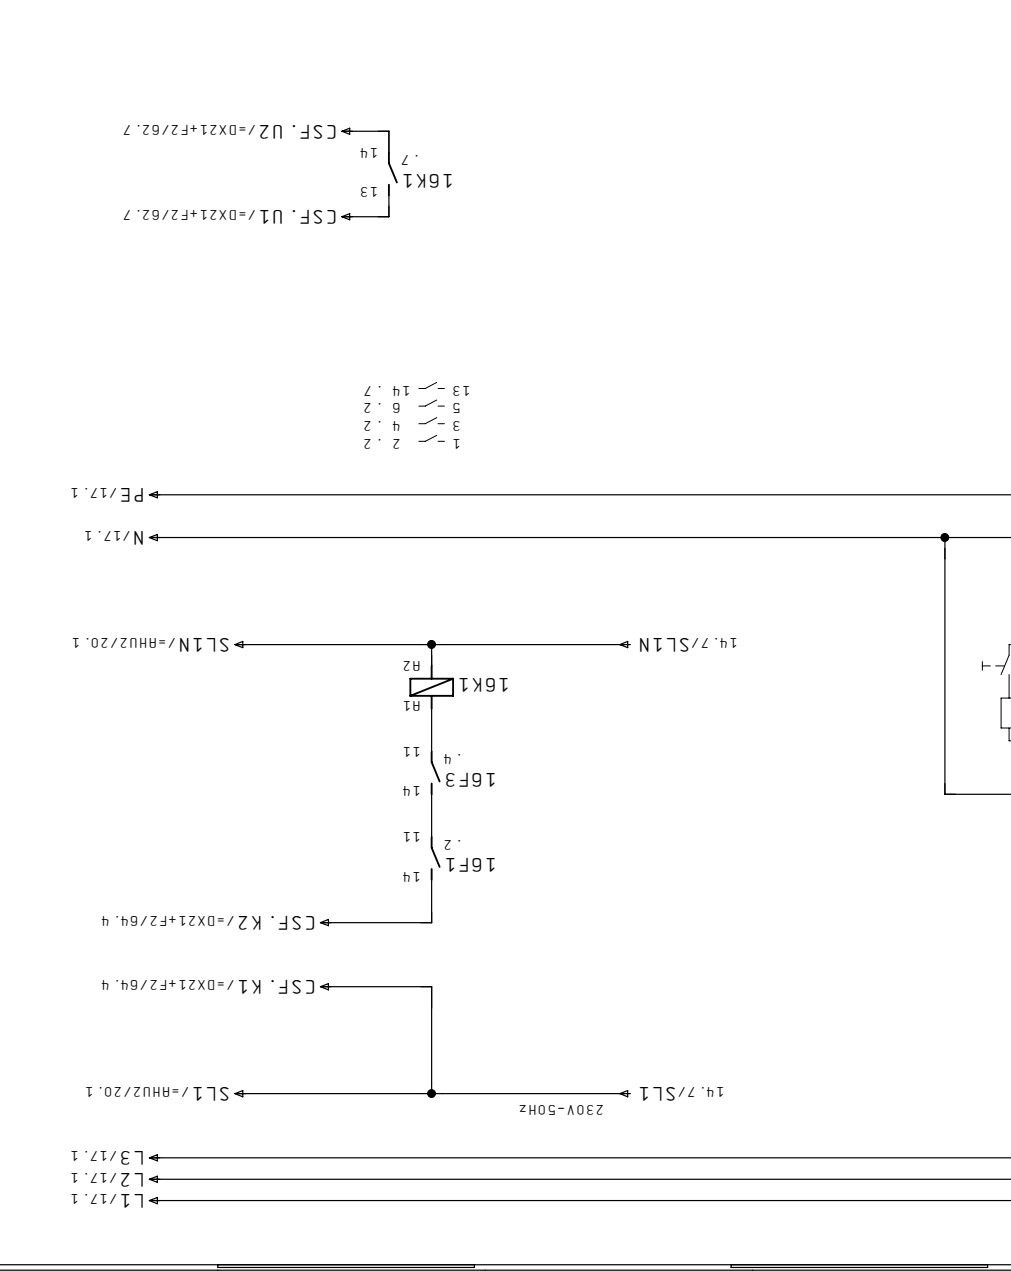 L1/17.1
L2/17.1
L3/17.1
230V-50Hz
14.7/SL1
SL1/=AHU2/20.1
CSF.K1/=DX21+F2/64.4
CSF.K2/=DX21+F2/64.4
14
16F1
.2
11
14
16F3
.4
11
A1
16K1
A2
14.7/SL1N
SL1N/=AHU2/20.1
N/17.1
PE/17.1
1 2 .2
3 4 .2
5 6 .2
13 14 .7
CSF.U1/=DX21+F2/62.7
13
16K1
.7
14
CSF.U2/=DX21+F2/62.7